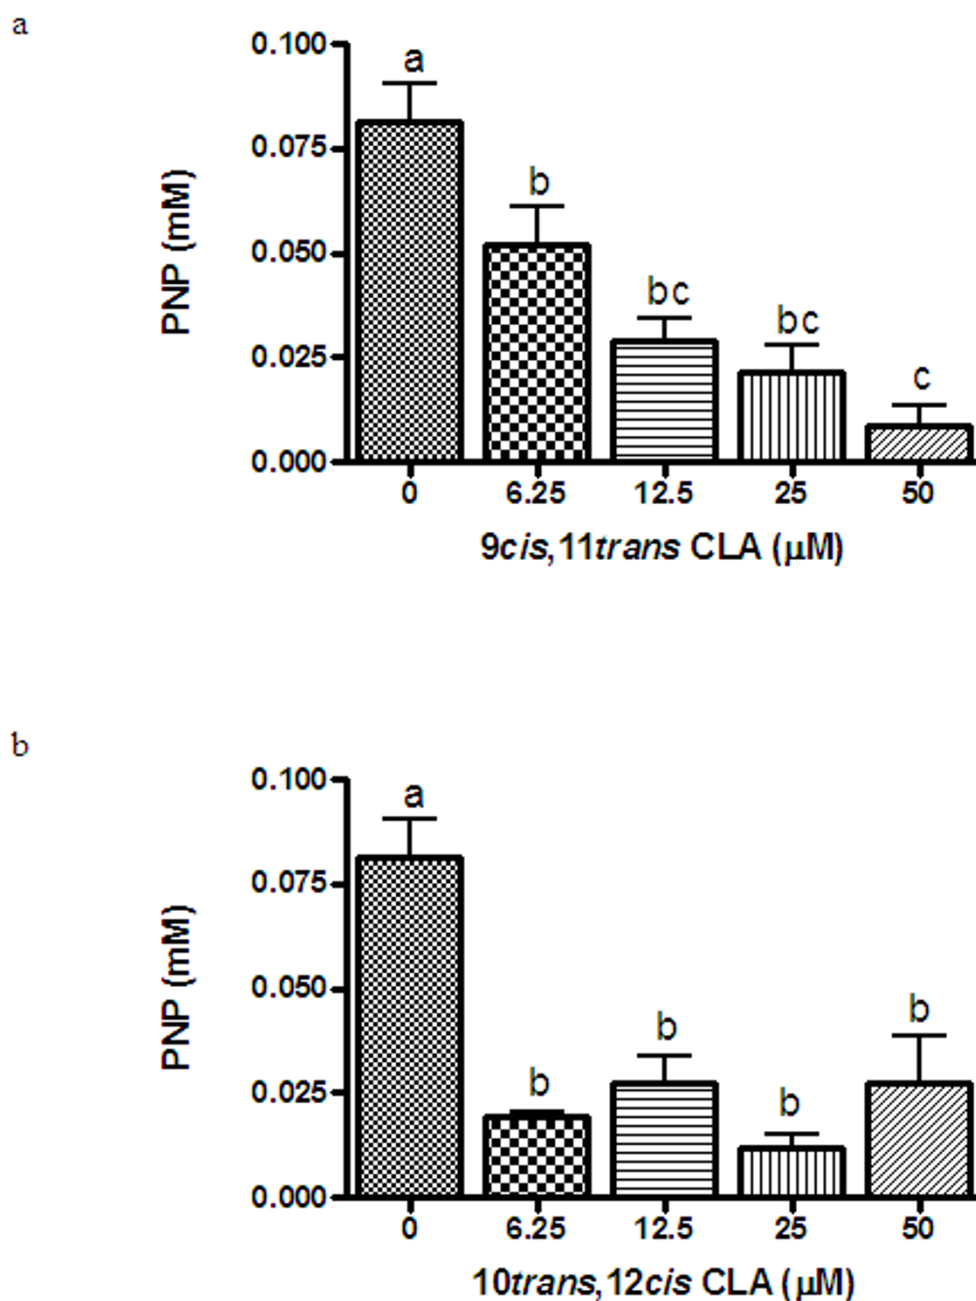 a
0.100
a
0.075
b
PNP (mM)
0.050
bc
bc
0.025
c
0.000
0 6.25 12.5 25 50
9cis,11trans CLA (μM)
b
0.100
a
0.075
PNP (mM)
0.050
b
b
0.025
b
b
0.000
0 6.25 12.5 25 50
10trans,12cis CLA (μM)